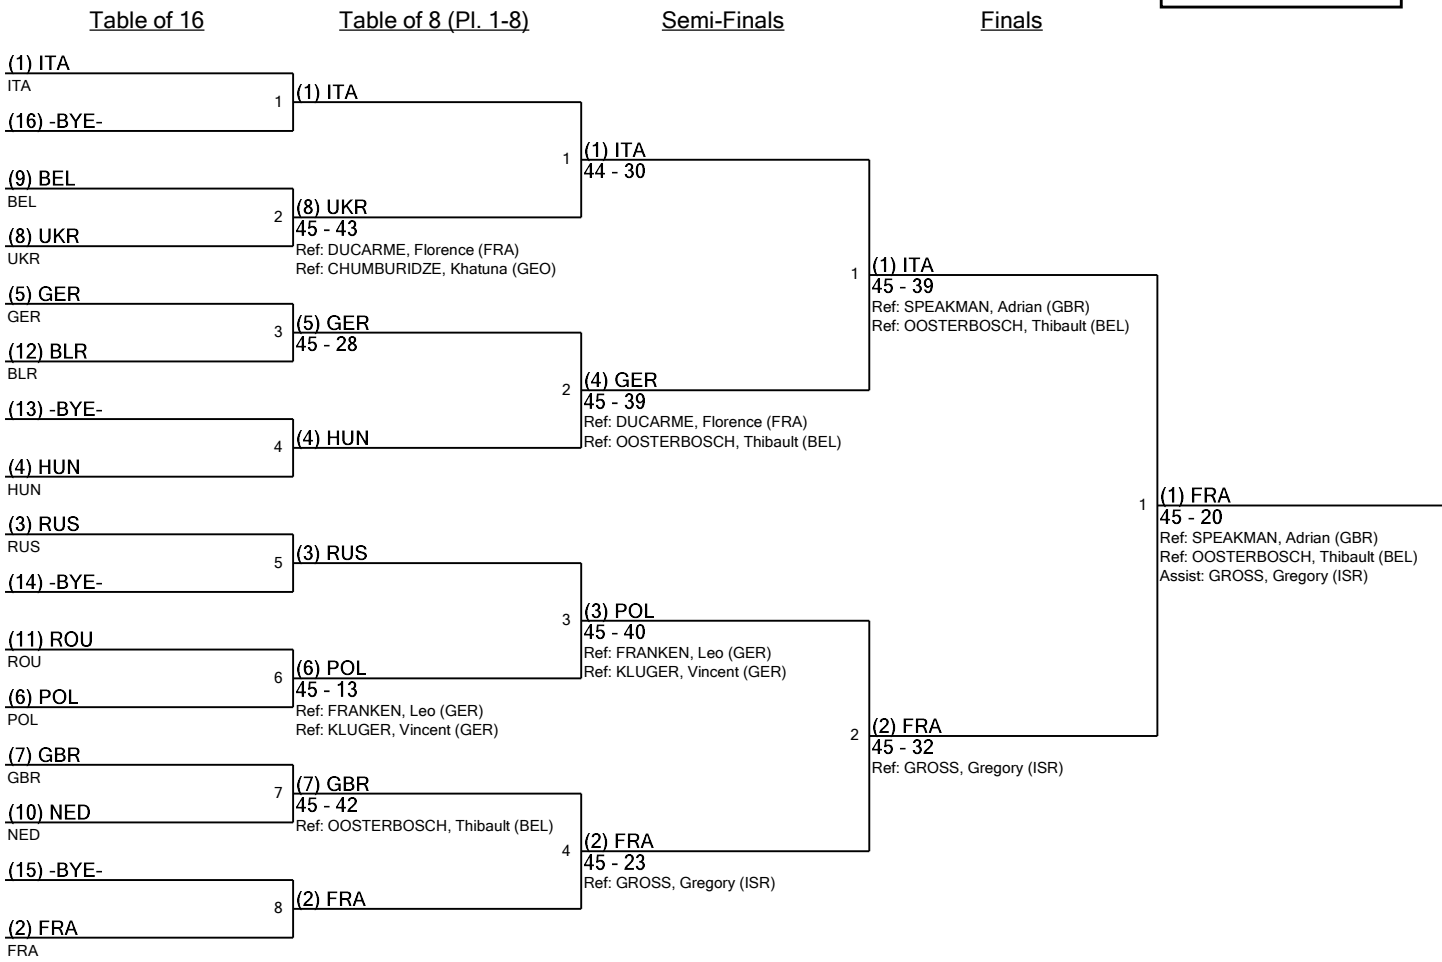 Table of 16
Table of 8 (Pl. 1-8)
Semi-Finals
Finals
(1) ITA
ITA
(16) -BYE-
(9) BEL
BEL
(8) UKR
UKR
(5) GER
GER
(12) BLR
BLR
(13) -BYE-
(4) HUN
HUN
(3) RUS
RUS
(14) -BYE-
(11) ROU
ROU
(6) POL
POL
(7) GBR
GBR
(10) NED
NED
(15) -BYE-
(2) FRA
FRA
1
(1) ITA
2
(8) UKR
45 - 43
Ref: DUCARME, Florence (FRA)
Ref: CHUMBURIDZE, Khatuna (GEO)
3
(5) GER
45 - 28
4
(4) HUN
5
(3) RUS
6
(6) POL
45 - 13
Ref: FRANKEN, Leo (GER)
Ref: KLUGER, Vincent (GER)
7
(7) GBR
45 - 42
Ref: OOSTERBOSCH, Thibault (BEL)
8
(2) FRA
1
(1) ITA
44 - 30
2
(4) GER
45 - 39
Ref: DUCARME, Florence (FRA)
Ref: OOSTERBOSCH, Thibault (BEL)
3
(3) POL
45 - 40
Ref: FRANKEN, Leo (GER)
Ref: KLUGER, Vincent (GER)
4
(2) FRA
45 - 23
Ref: GROSS, Gregory (ISR)
1
(1) ITA
45 - 39
Ref: SPEAKMAN, Adrian (GBR)
Ref: OOSTERBOSCH, Thibault (BEL)
2
(2) FRA
45 - 32
Ref: GROSS, Gregory (ISR)
1
(1) FRA
45 - 20
Ref: SPEAKMAN, Adrian (GBR)
Ref: OOSTERBOSCH, Thibault (BEL)
Assist: GROSS, Gregory (ISR)